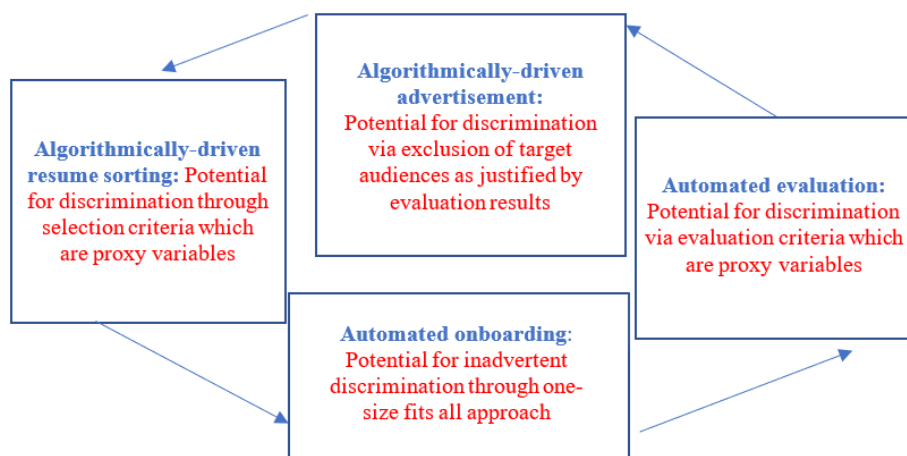 Algorithmically-driven
advertisement:
Potential for discrimination
via exclusion of target
audiences as justified by
evaluation results
Algorithmically-driven
resume sorting: Potential
for discrimination through
selection criteria which
are proxy variables
Automated evaluation:
Potential for discrimination
via evaluation criteria which
are proxy variables
Automated onboarding:
Potential for inadvertent
discrimination through one-
size fits all approach